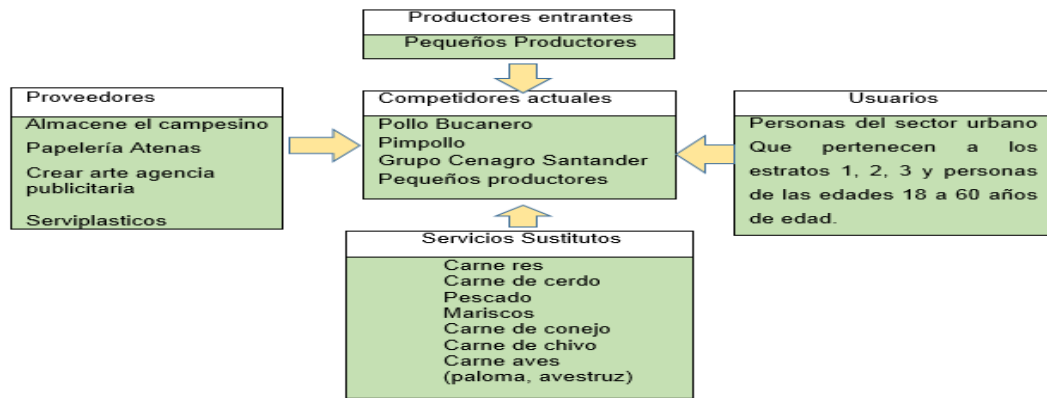 Productores entrantes
Pequeños Productores
Proveedores
Almacene el campesino
Papelería Atenas
Crear arte agencia
publicitaria
Serviplasticos
Competidores actuales
Pollo Bucanero
Pimpollo
Grupo Cenagro Santander
Pequeños productores
Usuarios
Personas del sector urbano
Que pertenecen a los
estratos 1, 2, 3 y personas
de las edades 18 a 60 años
de edad.
Servicios Sustitutos
Carne res
Carne de cerdo
Pescado
Mariscos
Carne de conejo
Carne de chivo
Carne aves
(paloma, avestruz)